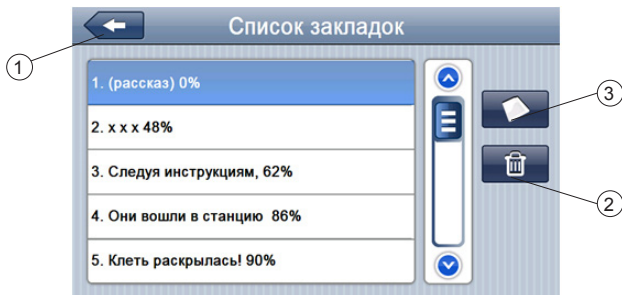 Список закладок
1
1. (рассказ) 0%
3
2. x x x 48%
3. Следуя инструкциям, 62%
2
4. Они вошли в станцию 86%
5. Клеть раскрылась! 90%